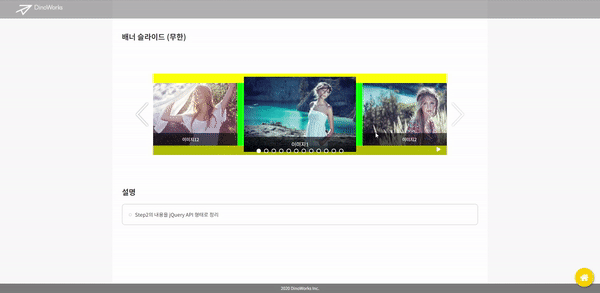 DinoWorks
배너 슬라이드 (무한)
이미지12
이미지1
이미지2
설명
Step2의 내용을 jQuery API 형태로 정리
2020 DinoWorks Inc.